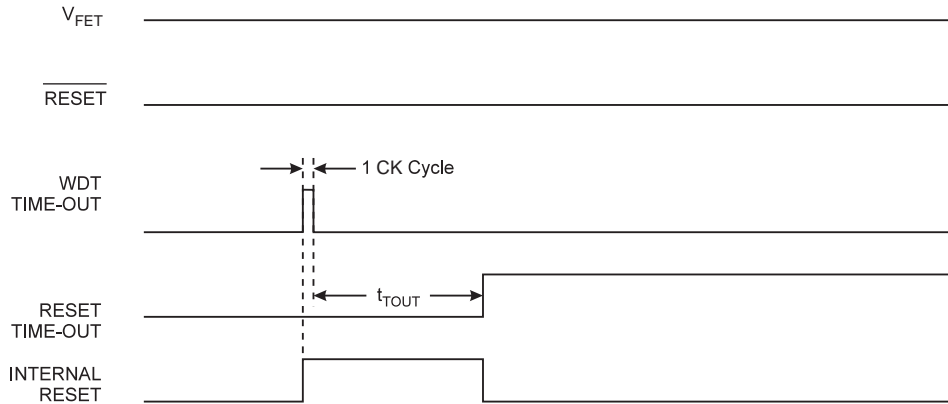 VFET
RESET
1 CK Cycle
WDT
TIME-OUT
tTOUT
RESET
TIME-OUT
INTERNAL
RESET